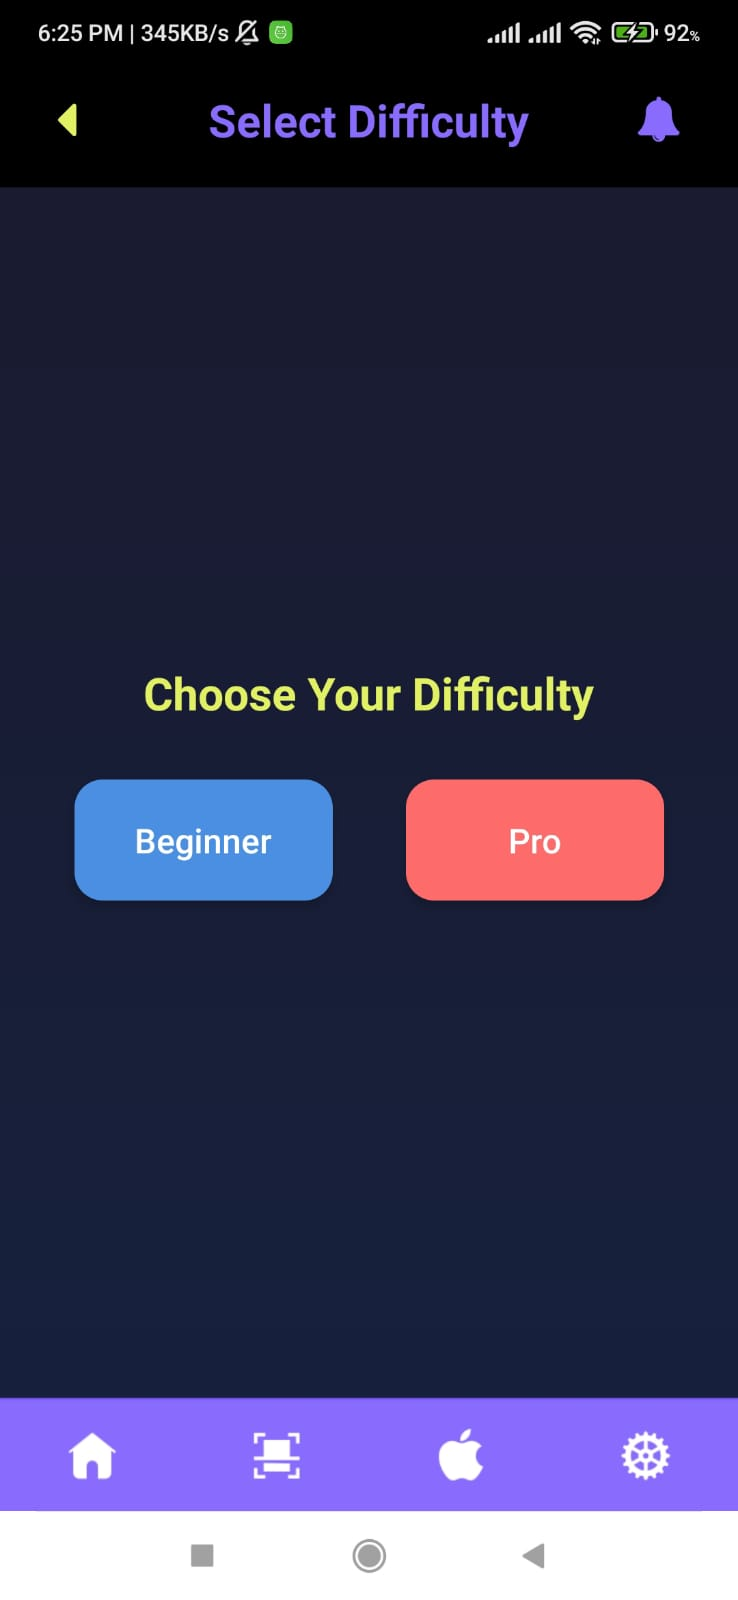 6:25 PM | 345KB/s
92%
Select Difficulty
Choose Your Difficulty
Beginner
Pro